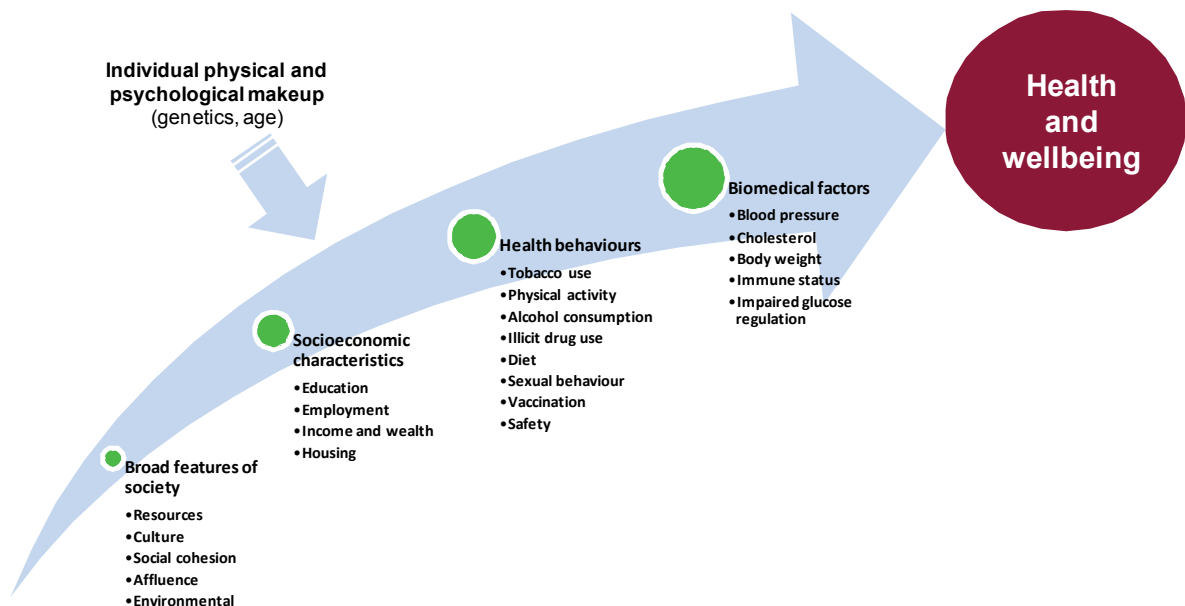 Individual physical and
psychological makeup
(genetics, age)
Health
and
wellbeing
Biomedical factors
•Blood pressure
•Cholesterol
•Body weight
•Immune status
•Impaired glucose
regulation
Health behaviours
•Tobacco use
•Physical activity
•Alcohol consumption
•Illicit drug use
•Diet
•Sexual behaviour
•Vaccination
•Safety
Socioeconomic
characteristics
•Education
•Employment
•Income and wealth
•Housing
Broad features of
society
•Resources
•Culture
•Social cohesion
•Affluence
•Environmental